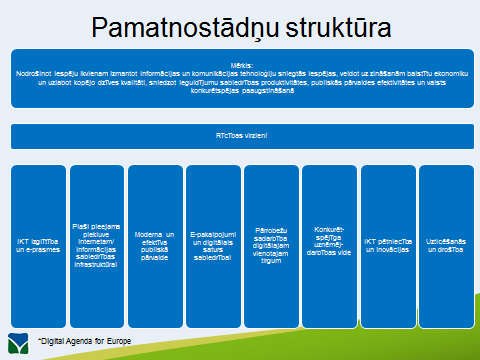 Pamatnostādņu struktūra
Mērķis:
Nodrošinot iespēju ikvienam izmantot informācijas un komunikācijas tehnoloģiju sniegtās iespējas, veidot uz zināšanām balstītu ekonomiku
un uzlabot kopējo dzīves kvalitāti, sniedzot ieguldījumu sabiedrības produktivitātes, publiskās pārvaldes efektivitātes un valsts
konkurētspējas paaugstināšanā
Rīcības virzieni
IKT izglītība
un e-prasmes
Plaši pieejama
piekļuve
internetam/
informācijas
sabiedrības
infrastruktūrai
Moderna un
efektīva
publiskā
pārvalde
E-pakalpojumi
un digitālais
saturs
sabiedrībai
Pārrobežu
sadarbība
digitālajam
vienotajam
tirgum
Konkurēt-
spējīga
uzņēmēj-
darbības vide
IKT pētniecība
un inovācijas
Uzticēšanās
un drošība
*Digital Agenda for Europe